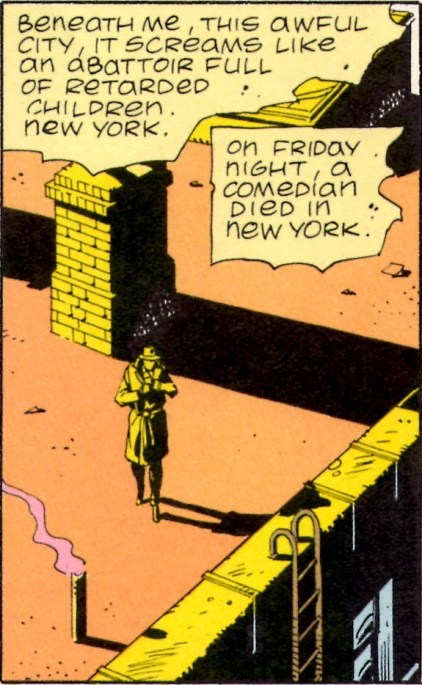 BENEATH ME, THIS AWFUL
CITY, IT SCREAMS LIKE
AN ABATTOIR FULL
OF RETARDED
CHILDREN.
NEW YORK.
ON FRIDAY
NIGHT, A
COMEDIAN
DIED IN
NEW YORK.